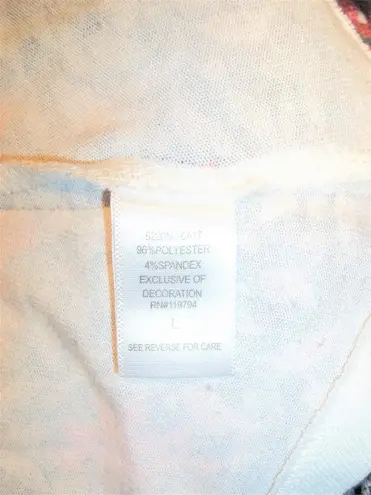 96%POLYESTER
4%SPANDEX
EXCLUSIVE OF
DECORATION
RN#119794
L
SEE REVERSE FOR CARE